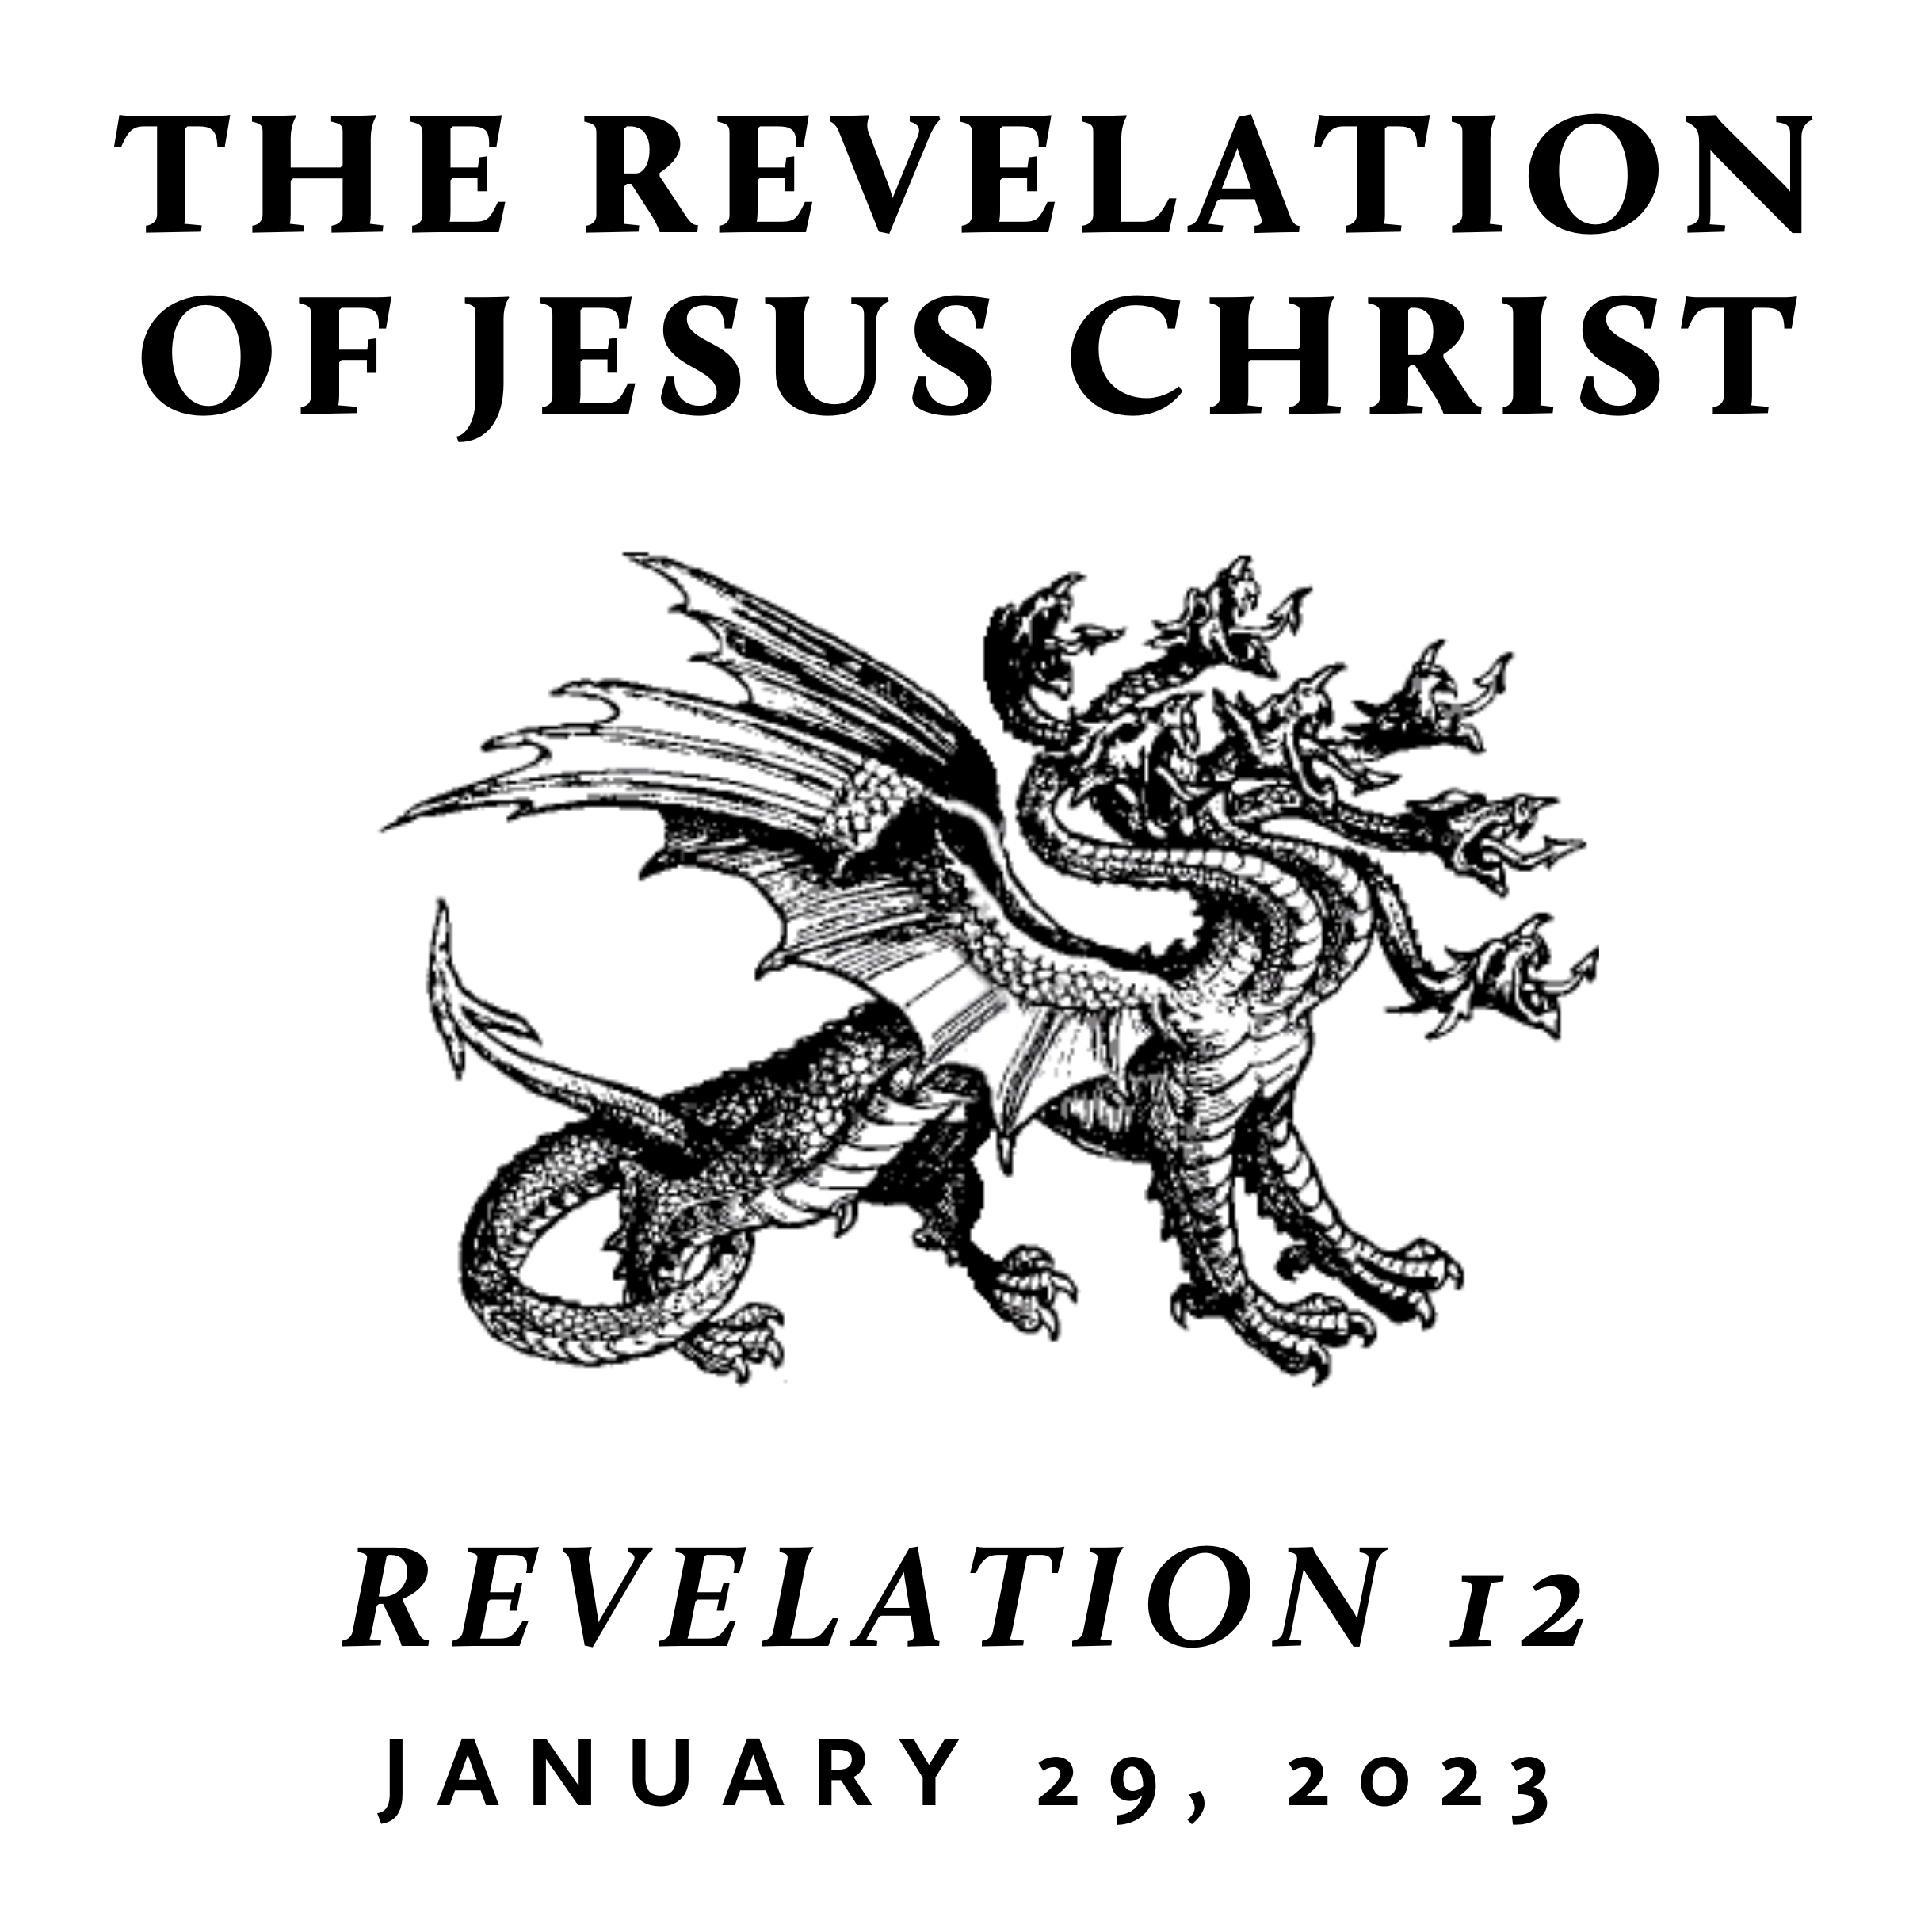 THE REVELATION
OF JESUS CHRIST
REVELATION 12
JANUARY 29, 2023